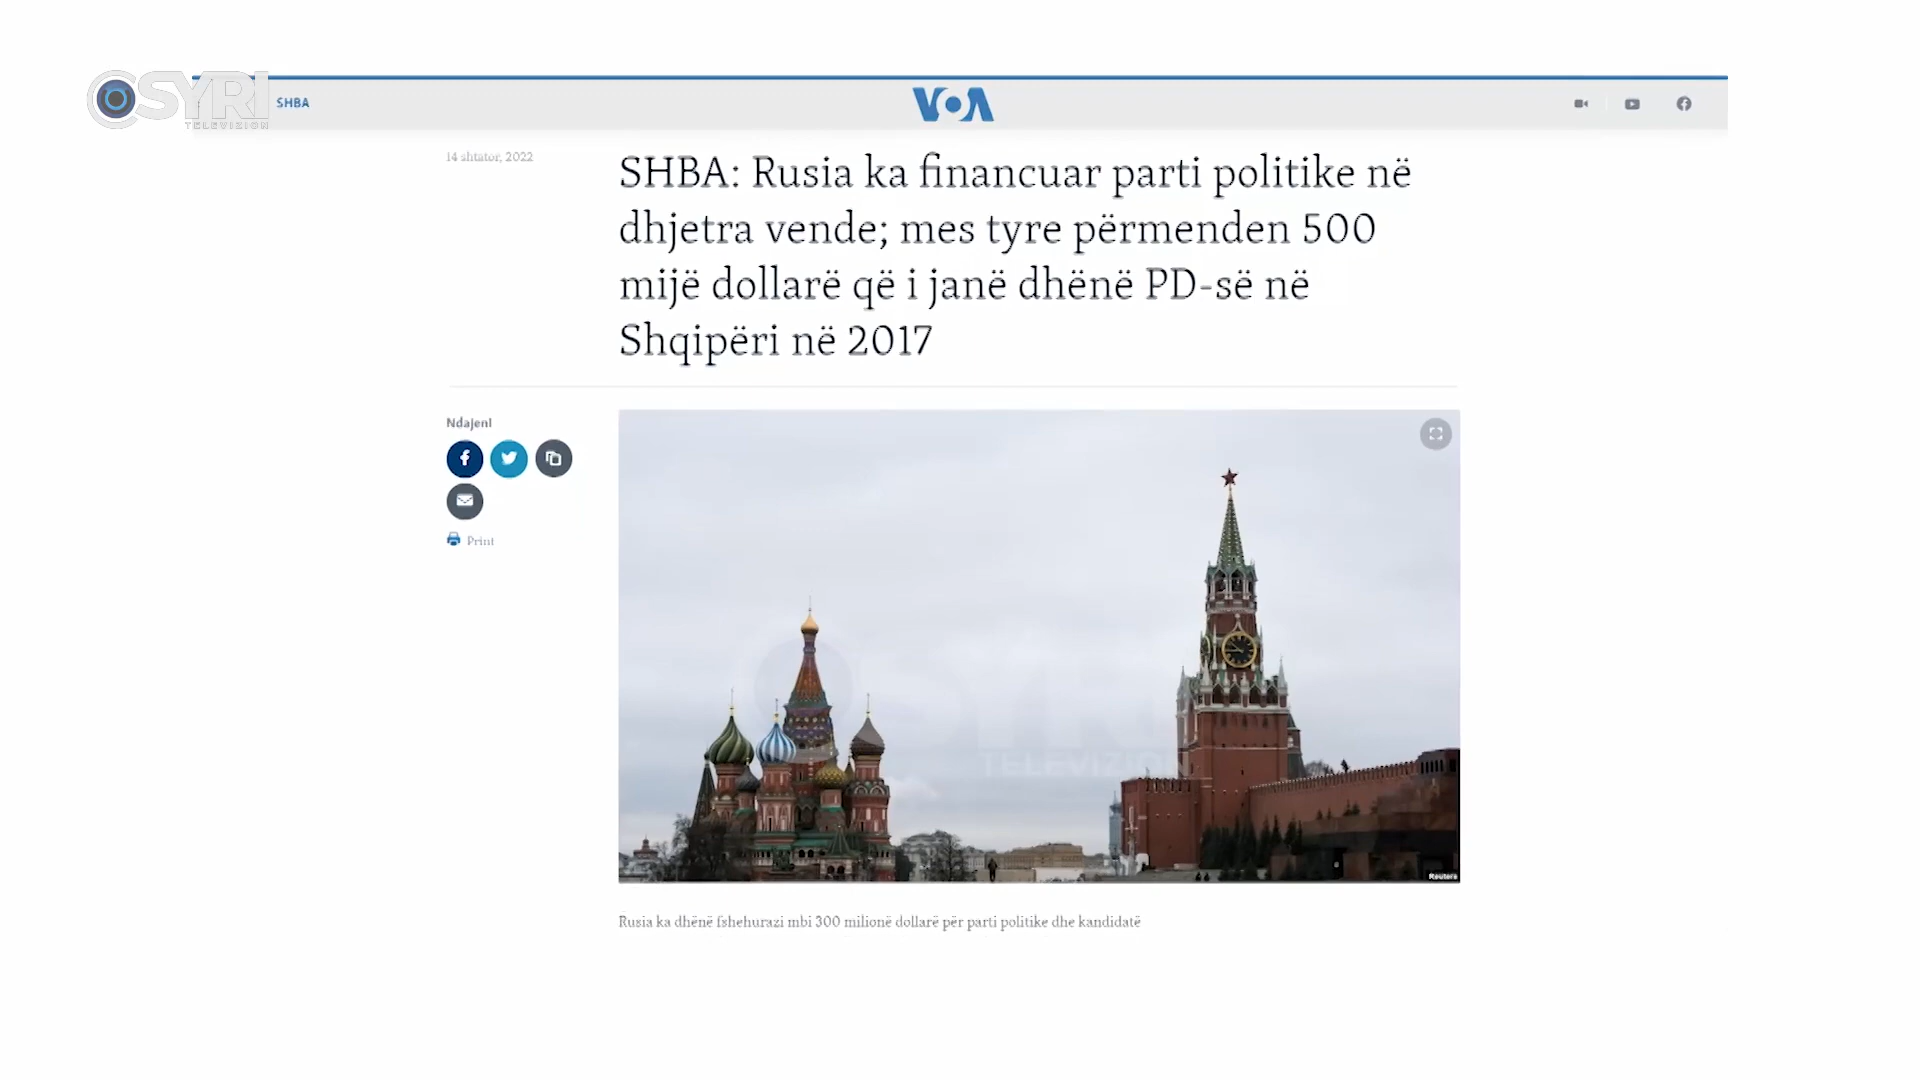 SYRI
TELEVIZION
SHBA
VOA
14 shtator, 2022
SHBA: Rusia ka financuar parti politike në
dhjetra vende; mes tyre përmenden 500
mijë dollarë që i janë dhënë PD-së në
Shqipëri në 2017
Ndajeni
Print
SYRI
TELEVIZION
Reuters
Rusia ka dhënë fshehurazi mbi 300 milionë dollarë për parti politike dhe kandidatë